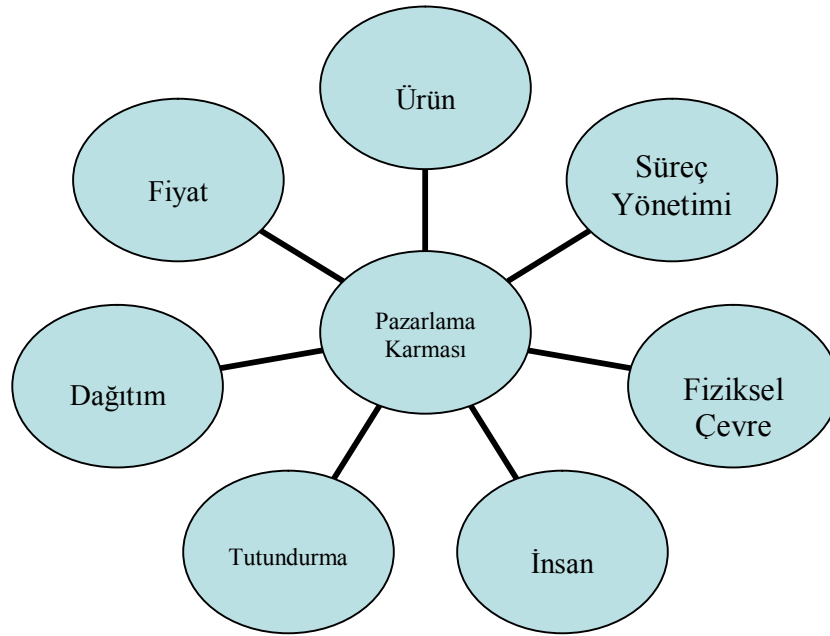 Ürün
Süreç
Yönetimi
Fiyat
Pazarlama
Karması
Dağıtım
Fiziksel
Çevre
Tutundurma
İnsan